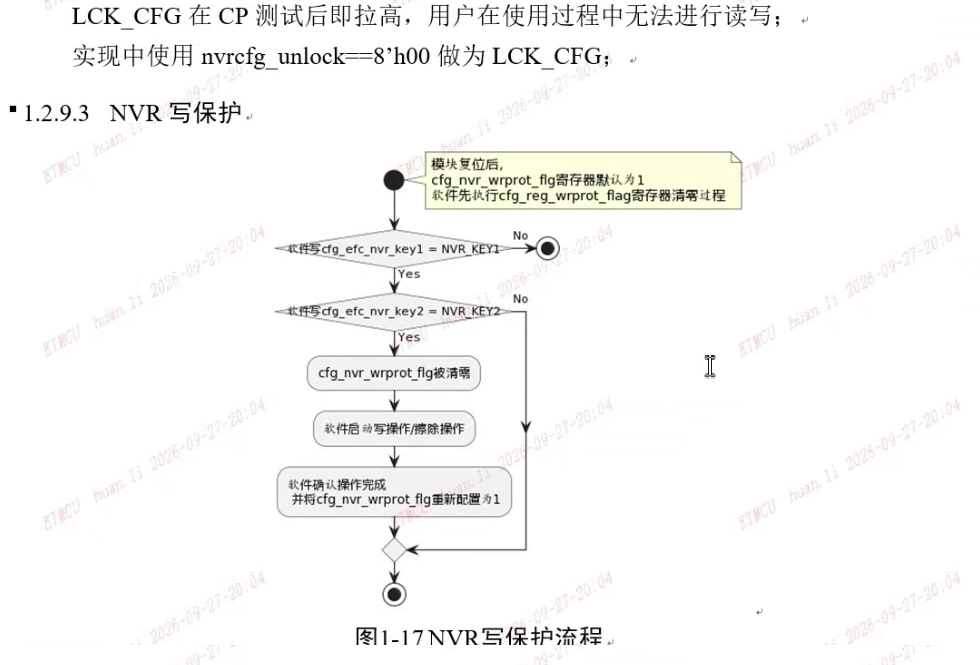 LCK_CFG 在 CP 测试后即拉高，用户在使用过程中无法进行读写；
实现中使用 nvrcfg_unlock==8’h00 做为 LCK_CFG；
1.2.9.3 NVR 写保护
模块复位后,
cfg_nvr_wrprot_flg寄存器默认为1
软件先执行cfg_reg_wrprot_flag寄存器清零过程
软件写cfg_efc_nvr_key1 = NVR_KEY1
No
Yes
软件写cfg_efc_nvr_key2 = NVR_KEY2
No
Yes
cfg_nvr_wrprot_flg被清零
软件启动写操作/擦除操作
软件确认操作完成
并将cfg_nvr_wrprot_flg重新配置为1
图1-17 NVR写保护流程
ETMCU huan.li 2026-09-27-20:04